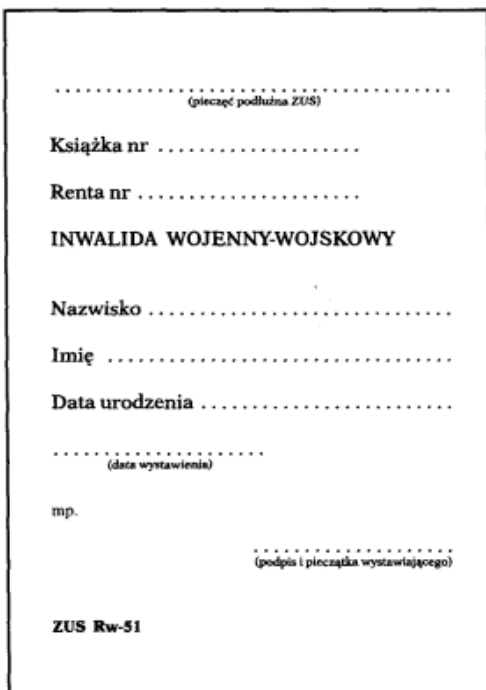 ........................................
(pieczęć podłużna ZUS)
Książka nr ....................
Renta nr ......................
INWALIDA WOJENNY-WOJSKOWY
Nazwisko ..............................
Imię ..................................
Data urodzenia ........................
.....................
(data wystawienia)
mp.
....................
(podpis i pieczątka wystawiającego)
ZUS Rw-51